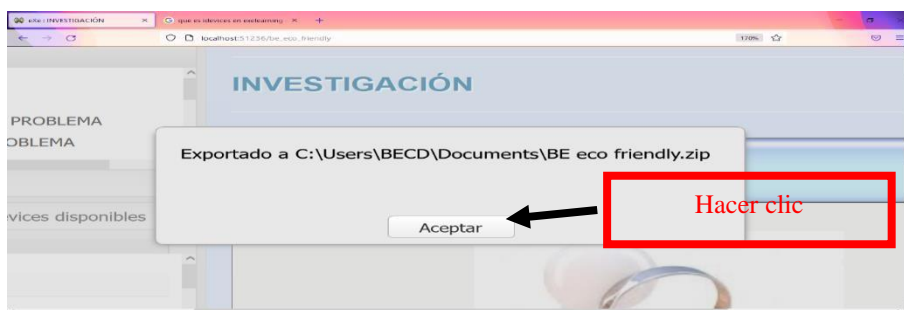 exe : INVESTIGACIÓN
que es idevices en exelearning
localhost:51236/be_eco_friendly
120%
INVESTIGACIÓN
PROBLEMA
OBLEMA
Exportado a C:\Users\BECD\Documents\BE eco friendly.zip
Hacer clic
vices disponibles
Aceptar